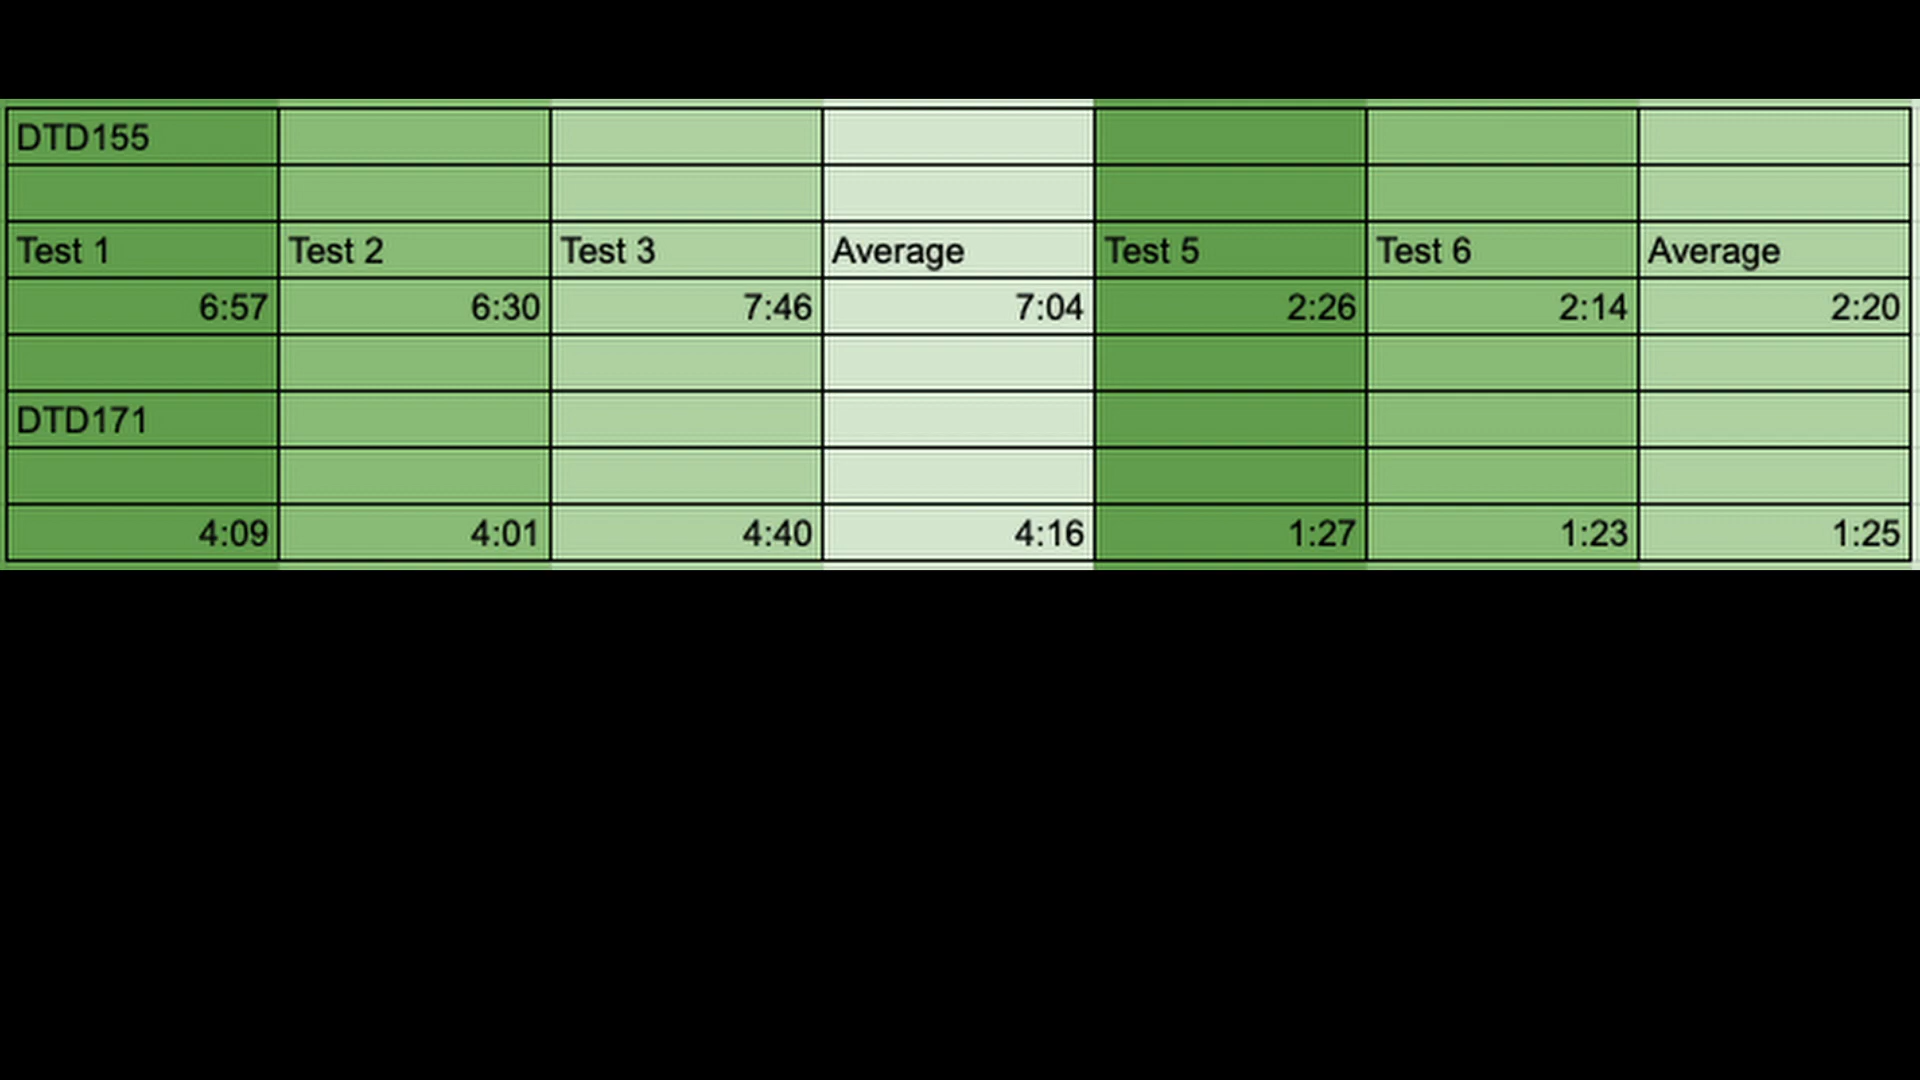 DTD155
Test 1 Test 2 Test 3 Average Test 5 Test 6 Average
6:57 6:30 7:46 7:04 2:26 2:14 2:20
DTD171
4:09 4:01 4:40 4:16 1:27 1:23 1:25